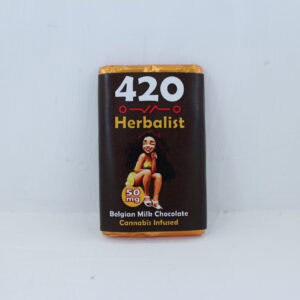 420
Herbalist
50
mg
Belgian Milk Chocolate
Cannabis Infused